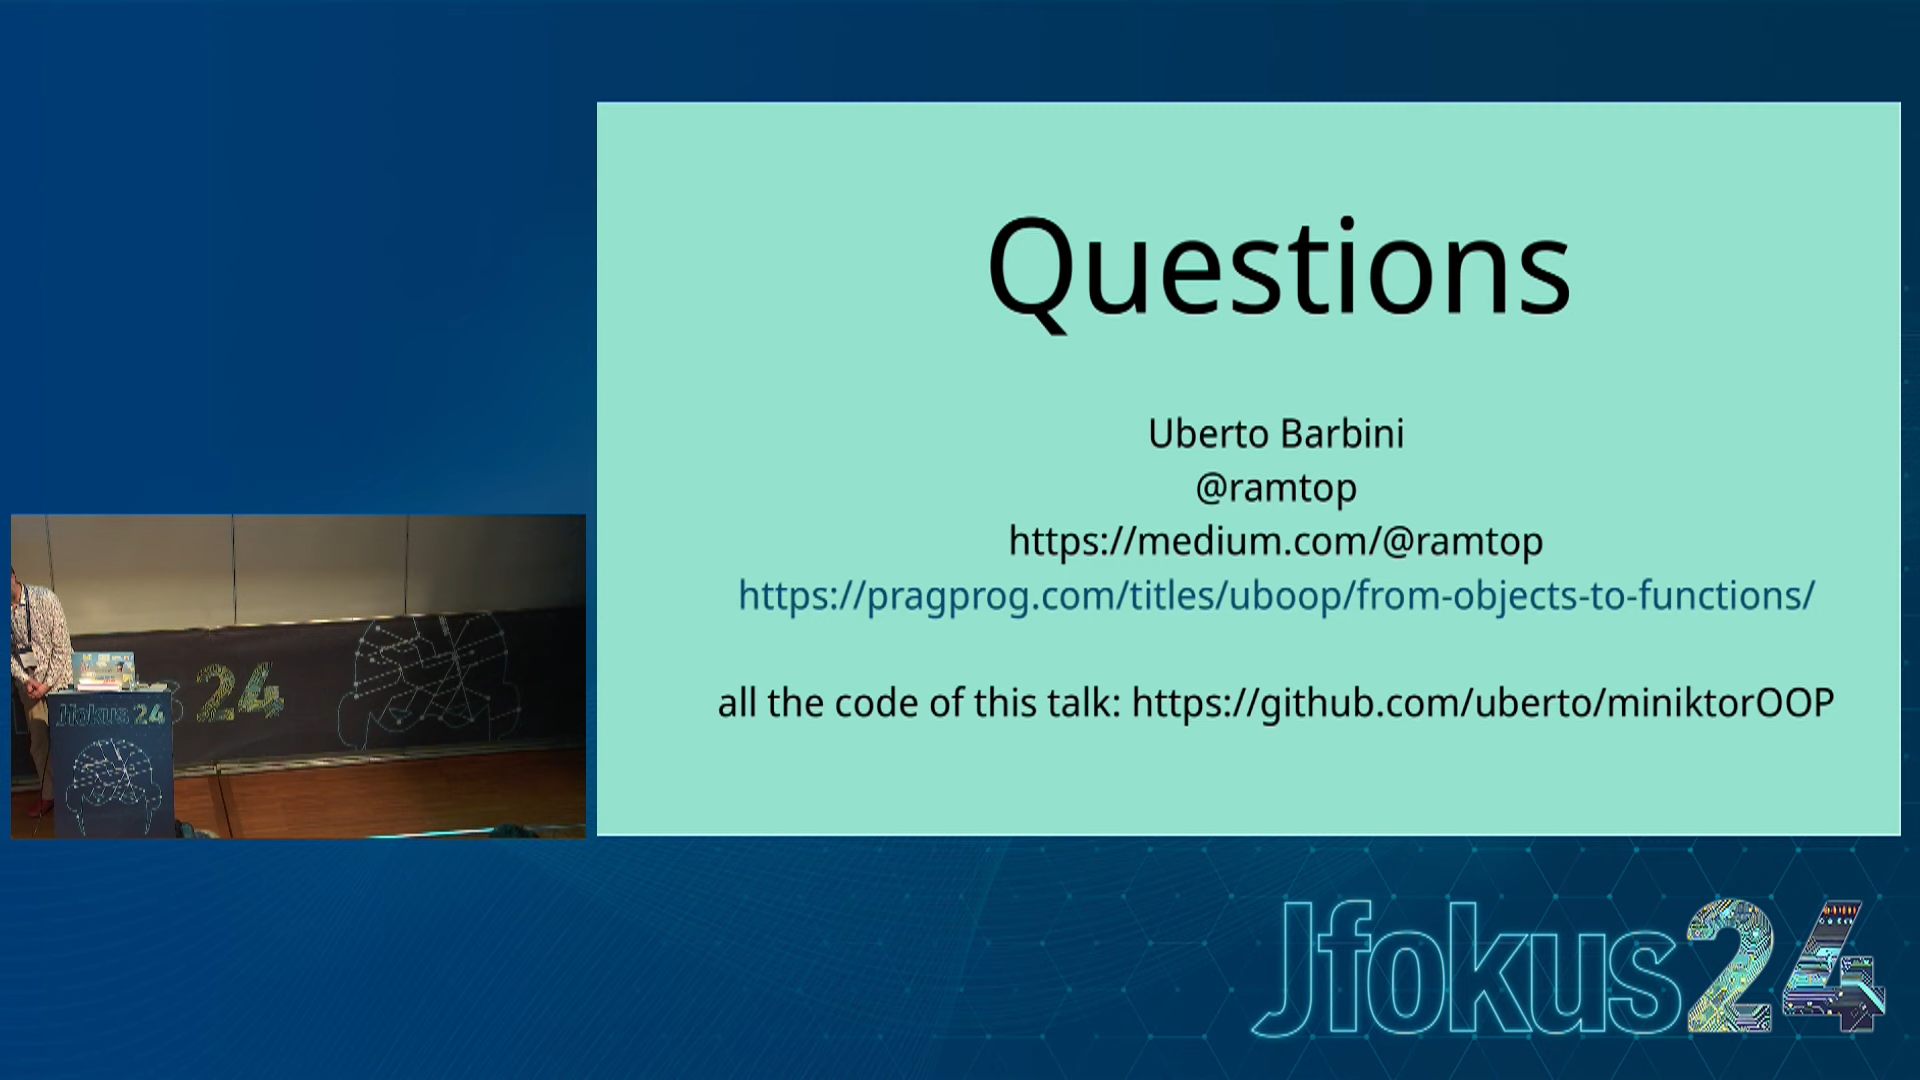 Questions
Uberto Barbini
@ramtop
https://medium.com/@ramtop
https://pragprog.com/titles/uboop/from-objects-to-functions/
all the code of this talk: https://github.com/uberto/miniktorOOP
24
Jfokus 24
Jfokus24